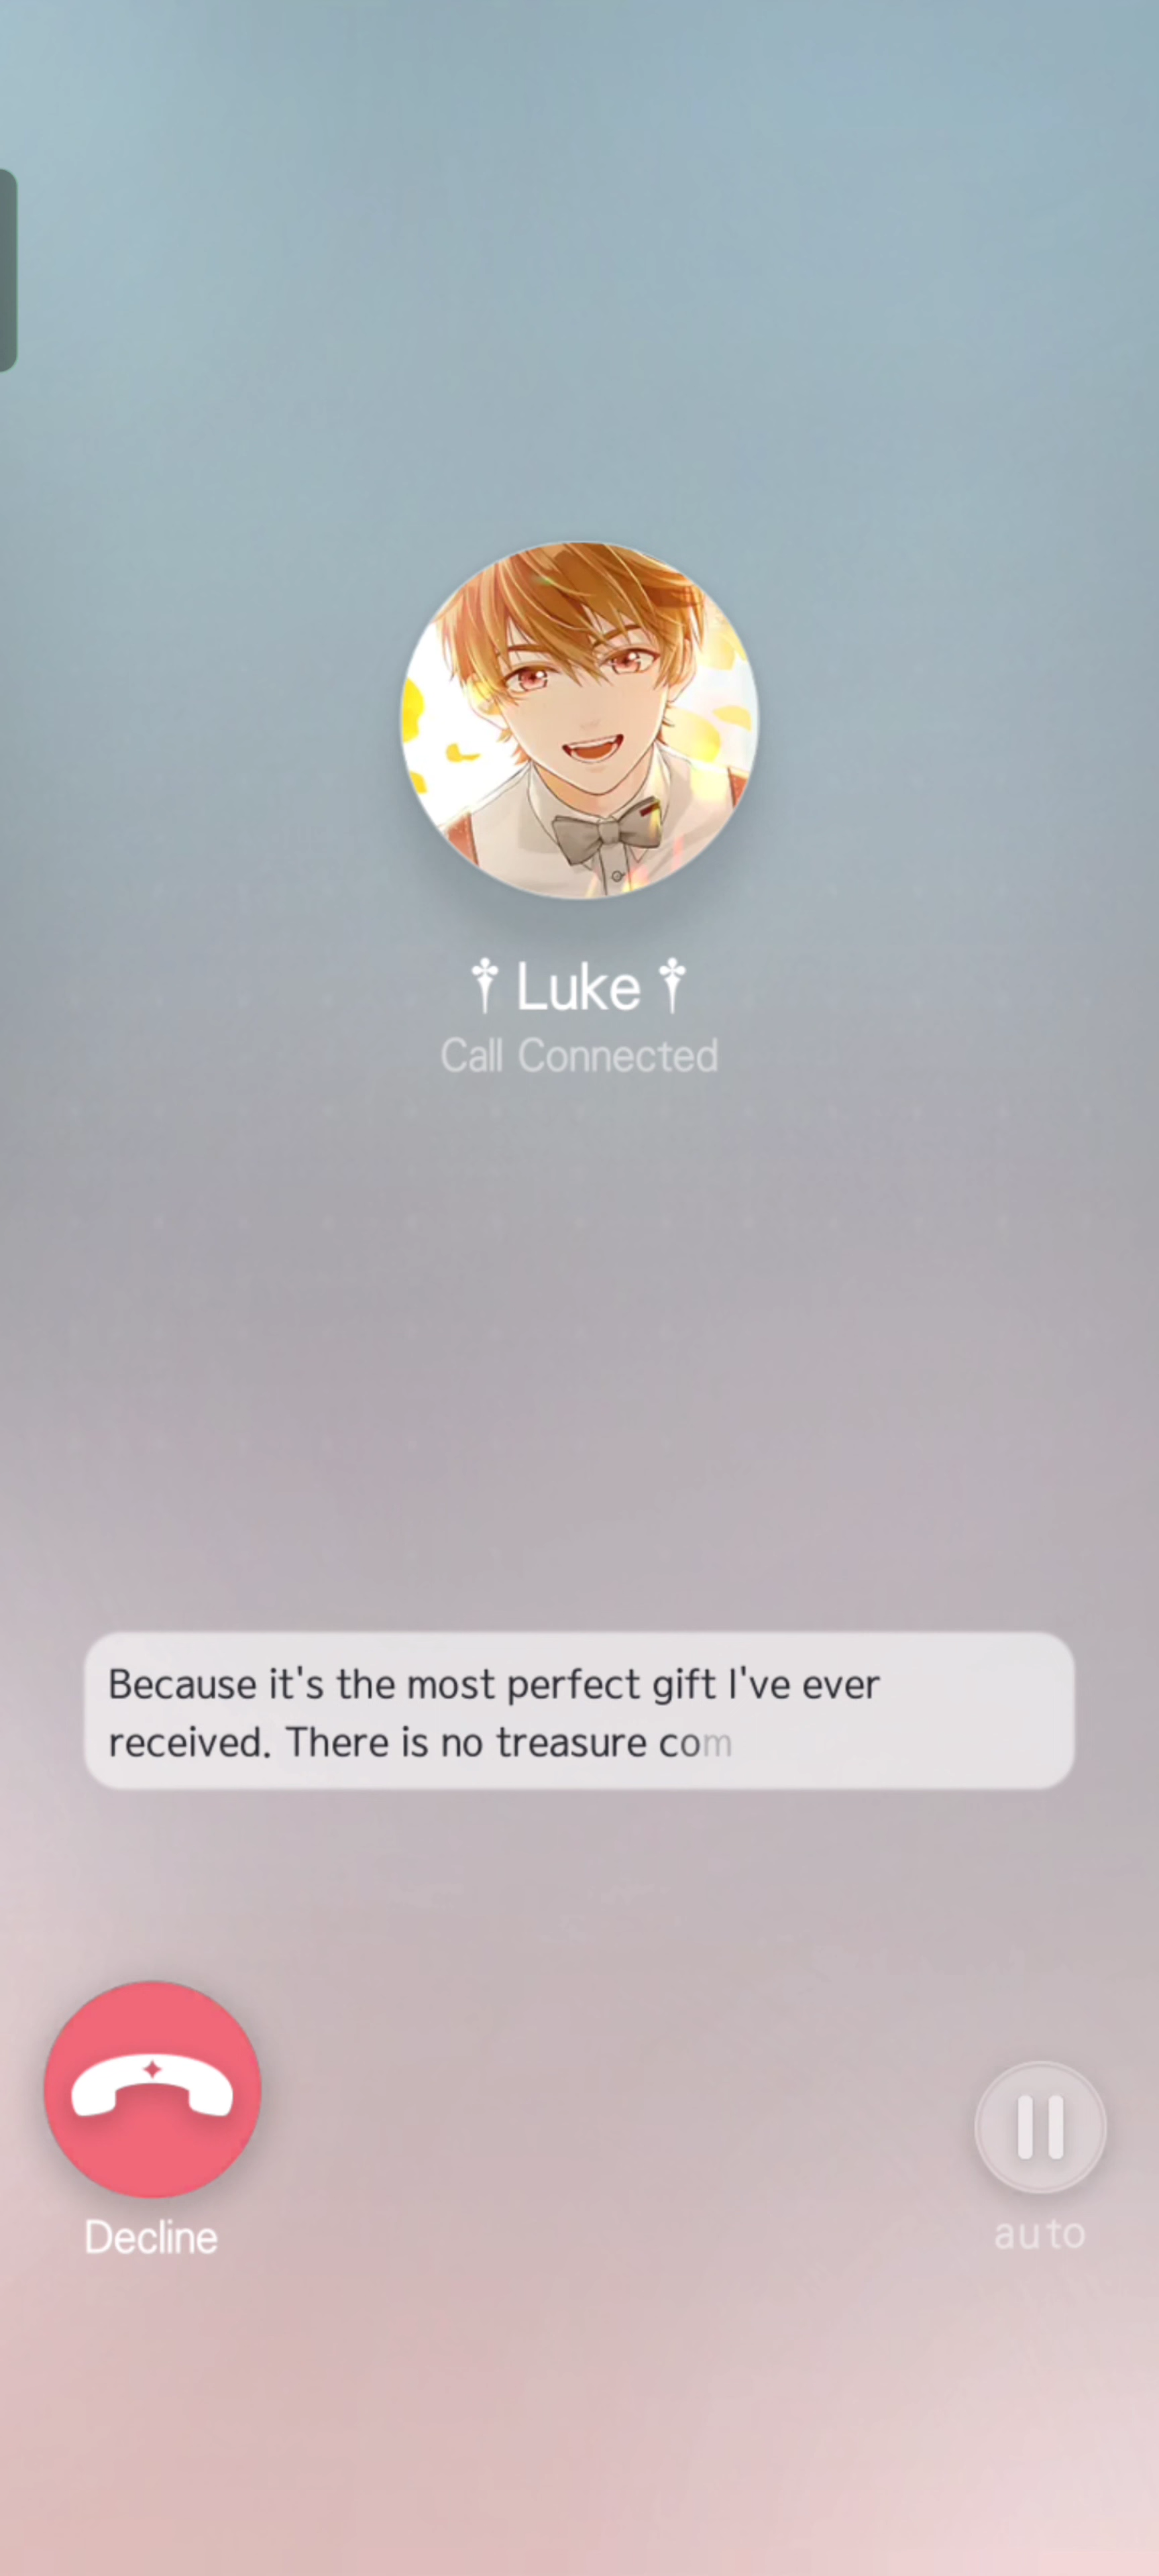 Luke
Call Connected
Because it's the most perfect gift I've ever
received. There is no treasure com
Decline
auto